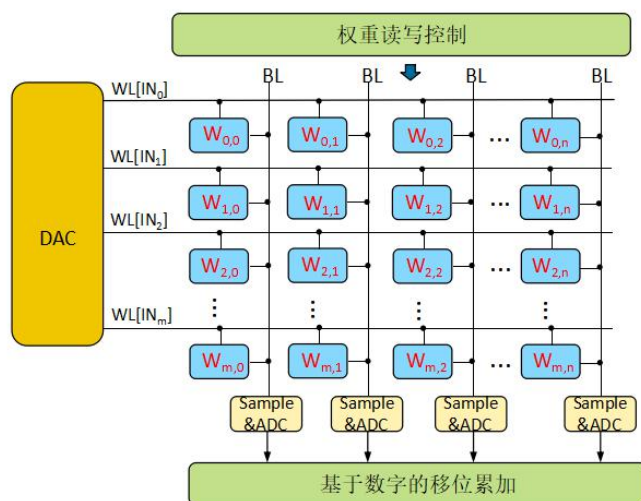 权重读写控制
BL BL BL BL
WL[IN₀]
W₀,₀ W₀,₁ W₀,₂ ... W₀,ₙ
WL[IN₁]
W₁,₀ W₁,₁ W₁,₂ ... W₁,ₙ
WL[IN₂]
DAC
W₂,₀ W₂,₁ W₂,₂ ... W₂,ₙ
WL[INₘ]
Wₘ,₀ Wₘ,₁ Wₘ,₂ ... Wₘ,ₙ
Sample Sample Sample Sample
&ADC &ADC &ADC &ADC
基于数字的移位累加